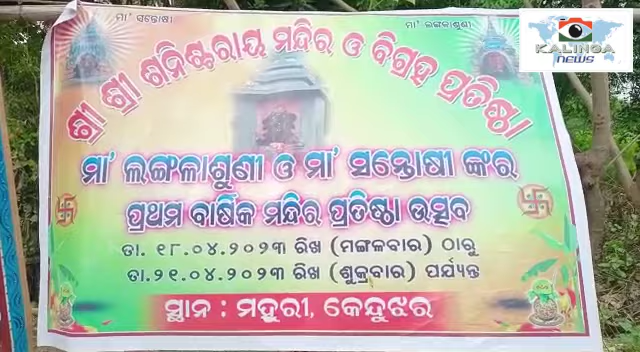 ମା' ସନ୍ତୋଷୀ
ମା' ଲଙ୍ଗଳାଶୁଣୀ
KALINGA
NEWS
ଶ୍ରୀ ଶ୍ରୀ ଶନିଶ୍ଚରାୟ ମନ୍ଦିର ଓ ବିଗ୍ରହ ପ୍ରତିଷ୍ଠା
ମା' ଲଙ୍ଗଳାଶୁଣୀ ଓ ମା' ସନ୍ତୋଷୀ ଙ୍କର
ପ୍ରଥମ ବାର୍ଷିକ ମନ୍ଦିର ପ୍ରତିଷ୍ଠା ଉତ୍ସବ
ତା. ୧୮.୦୪.୨୦୨୩ ରିଖ (ମଙ୍ଗଳବାର) ଠାରୁ
ତା.୨୧.୦୪.୨୦୨୩ ରିଖ (ଶୁକ୍ରବାର) ପର୍ଯ୍ୟନ୍ତ
ସ୍ଥାନ : ମହୁରୀ, କେନ୍ଦୁଝର